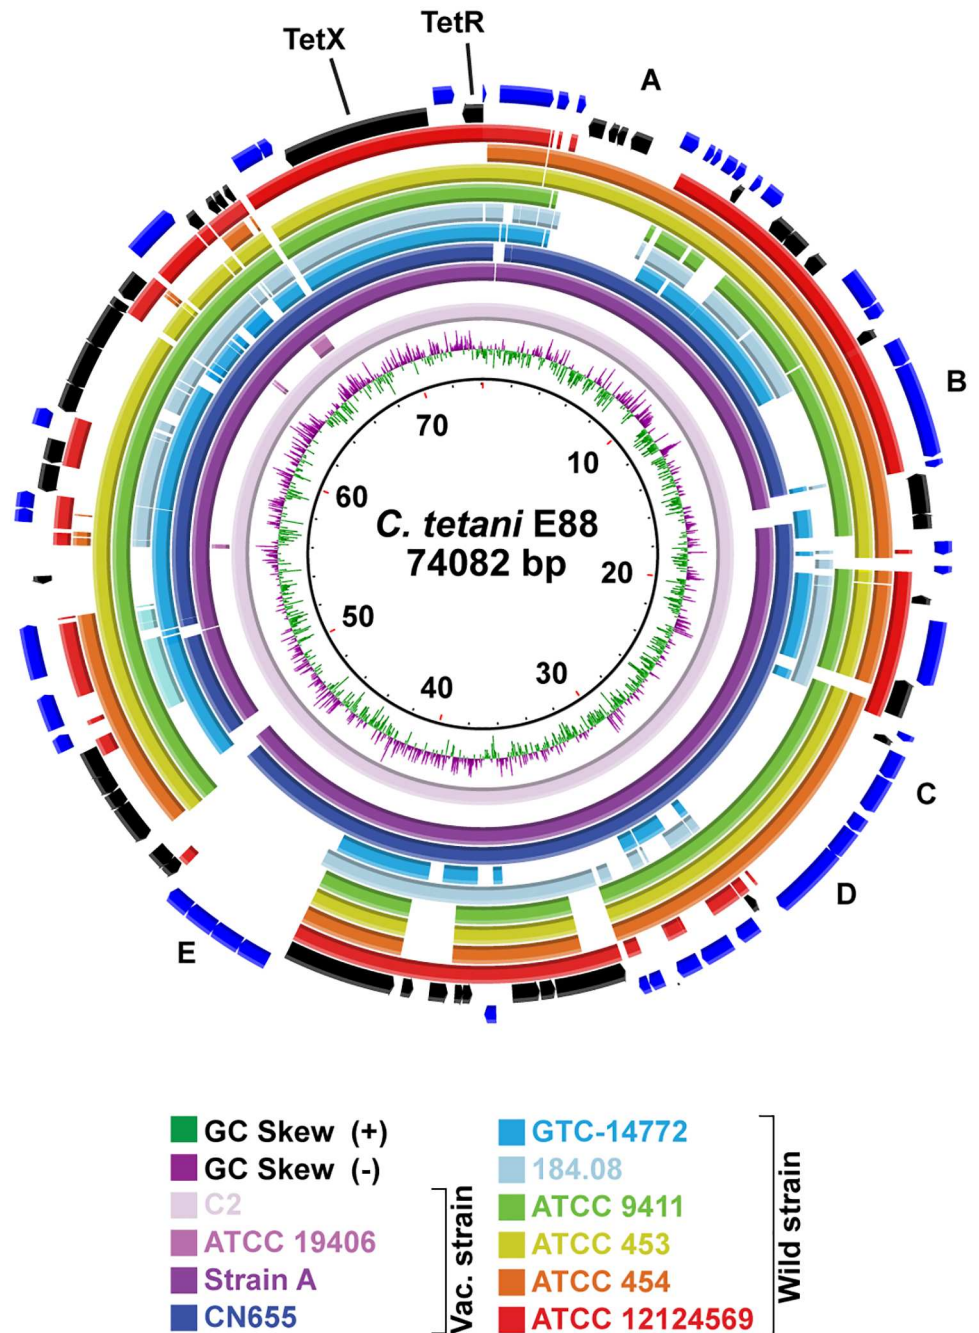 TetR
TetX
A
B
C
D
E
70
10
60
20
50
40
30
C. tetani E88
74082 bp
GC Skew (+)
GC Skew (-)
C2
ATCC 19406
Strain A
CN655
Vac. strain
GTC-14772
184.08
ATCC 9411
ATCC 453
ATCC 454
ATCC 12124569
Wild strain